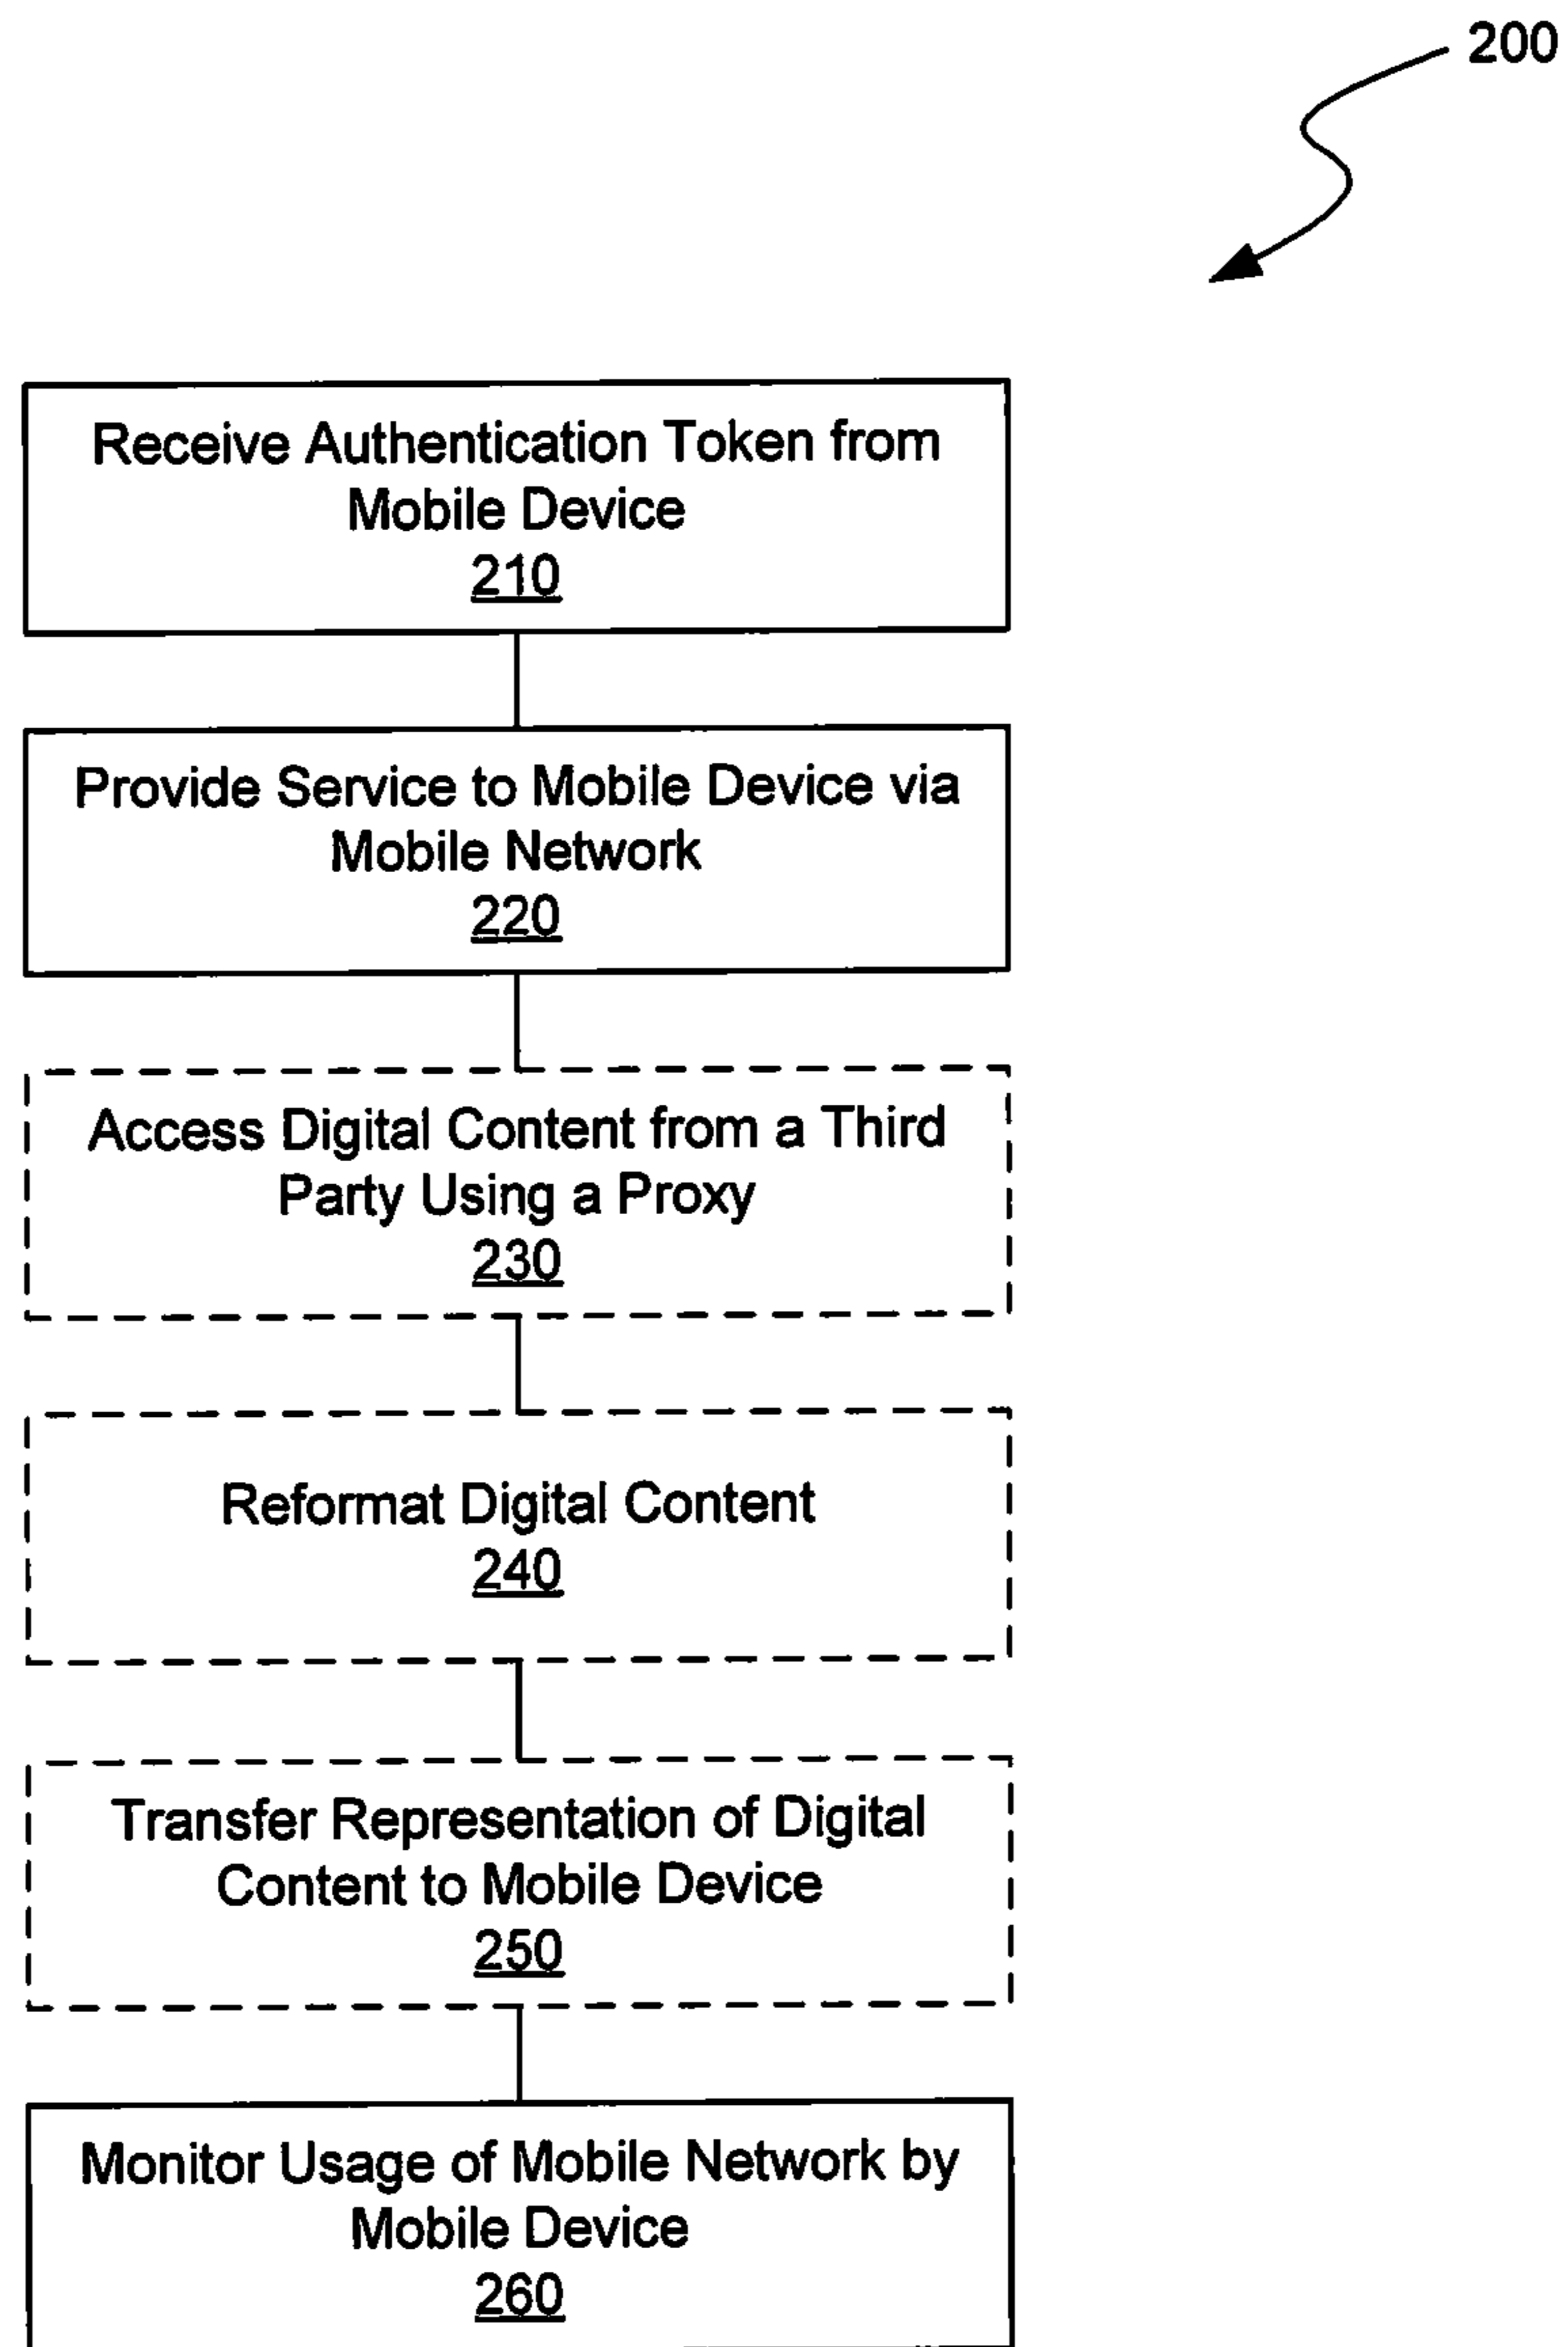 200
Receive Authentication Token from
Mobile Device
210
Provide Service to Mobile Device via
Mobile Network
220
Access Digital Content from a Third
Party Using a Proxy
230
Reformat Digital Content
240
Transfer Representation of Digital
Content to Mobile Device
250
Monitor Usage of Mobile Network by
Mobile Device
260